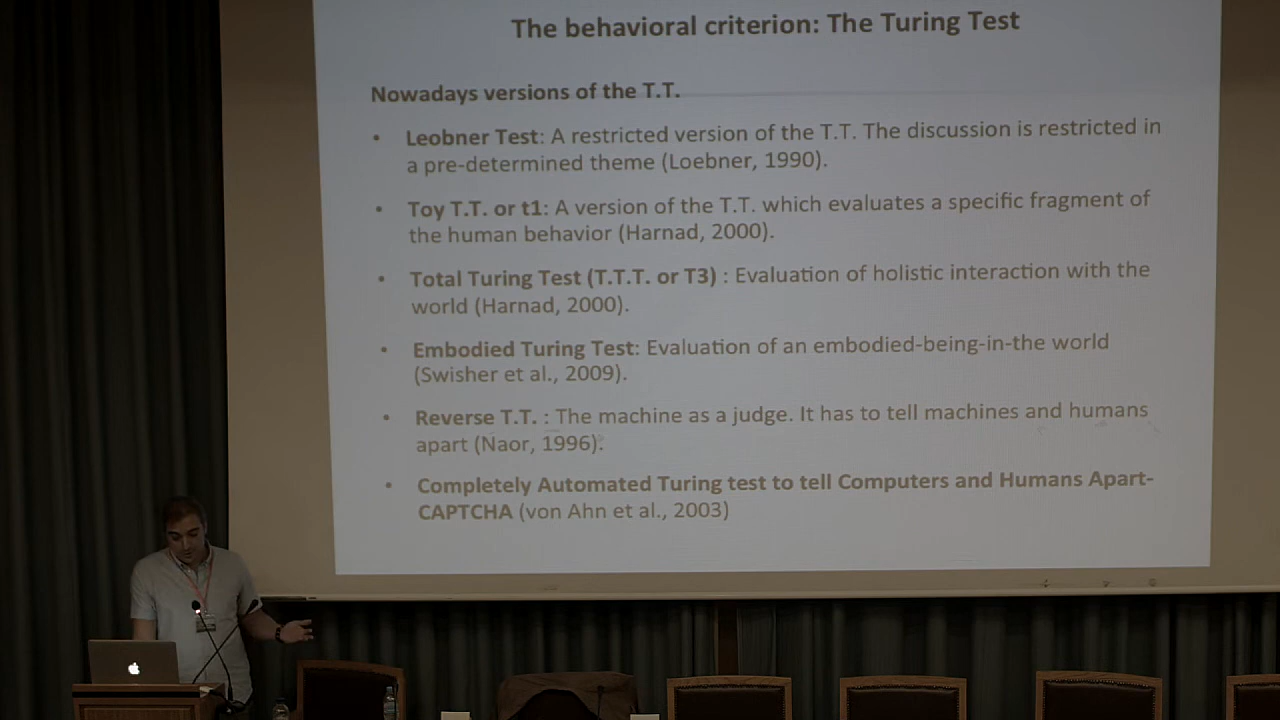 The behavioral criterion: The Turing Test
Nowadays versions of the T.T.
• Leobner Test: A restricted version of the T.T. The discussion is restricted in
a pre-determined theme (Loebner, 1990).
• Toy T.T. or t1: A version of the T.T. which evaluates a specific fragment of
the human behavior (Harnad, 2000).
• Total Turing Test (T.T.T. or T3) : Evaluation of holistic interaction with the
world (Harnad, 2000).
• Embodied Turing Test: Evaluation of an embodied-being-in-the world
(Swisher et al., 2009).
• Reverse T.T. : The machine as a judge. It has to tell machines and humans
apart (Naor, 1996).
• Completely Automated Turing test to tell Computers and Humans Apart-
CAPTCHA (von Ahn et al., 2003)